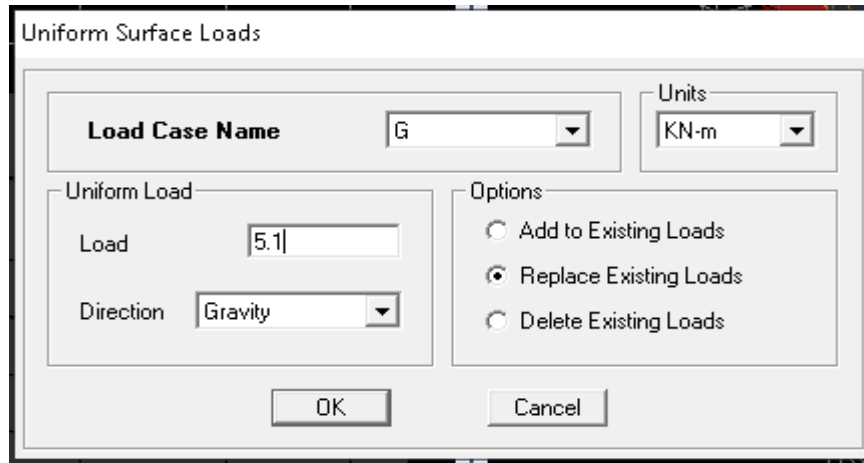 Uniform Surface Loads
Units
Load Case Name G KN-m
Uniform Load
Load 5.1
Direction Gravity
Options
Add to Existing Loads
Replace Existing Loads
Delete Existing Loads
OK Cancel